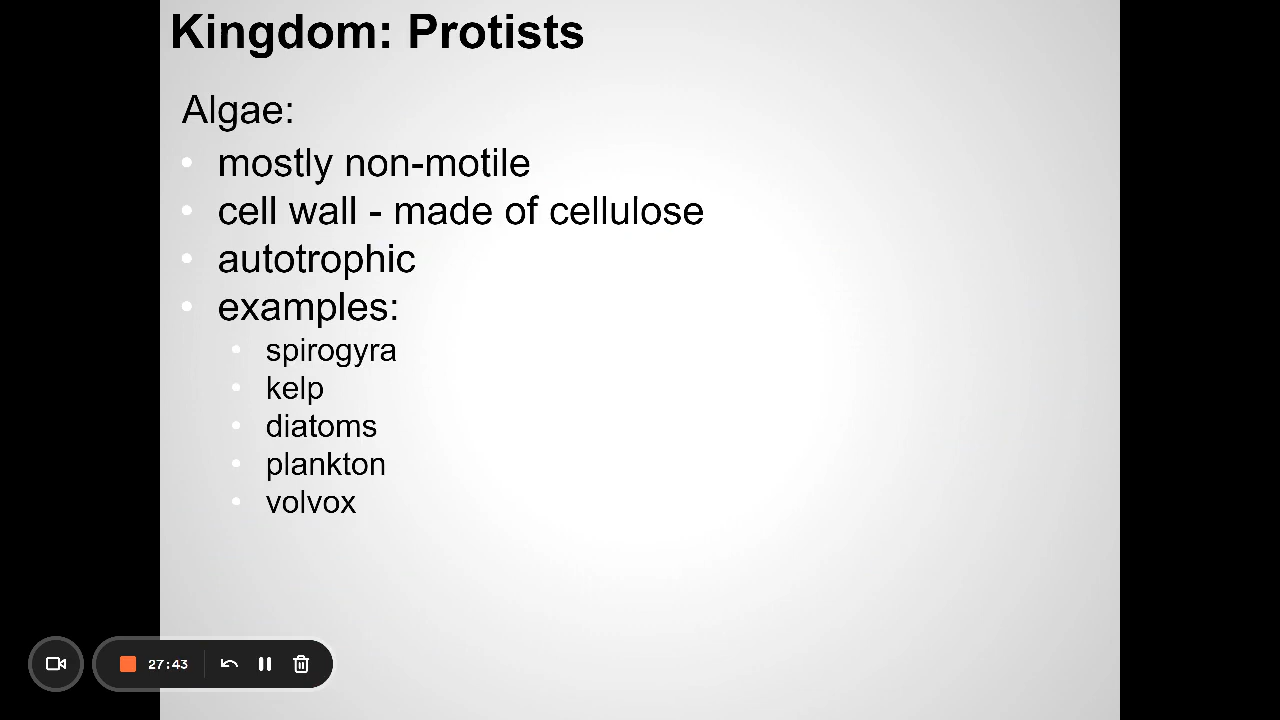 Kingdom: Protists
Algae:
• mostly non-motile
• cell wall - made of cellulose
• autotrophic
• examples:
• spirogyra
• kelp
• diatoms
• plankton
• volvox
27:43